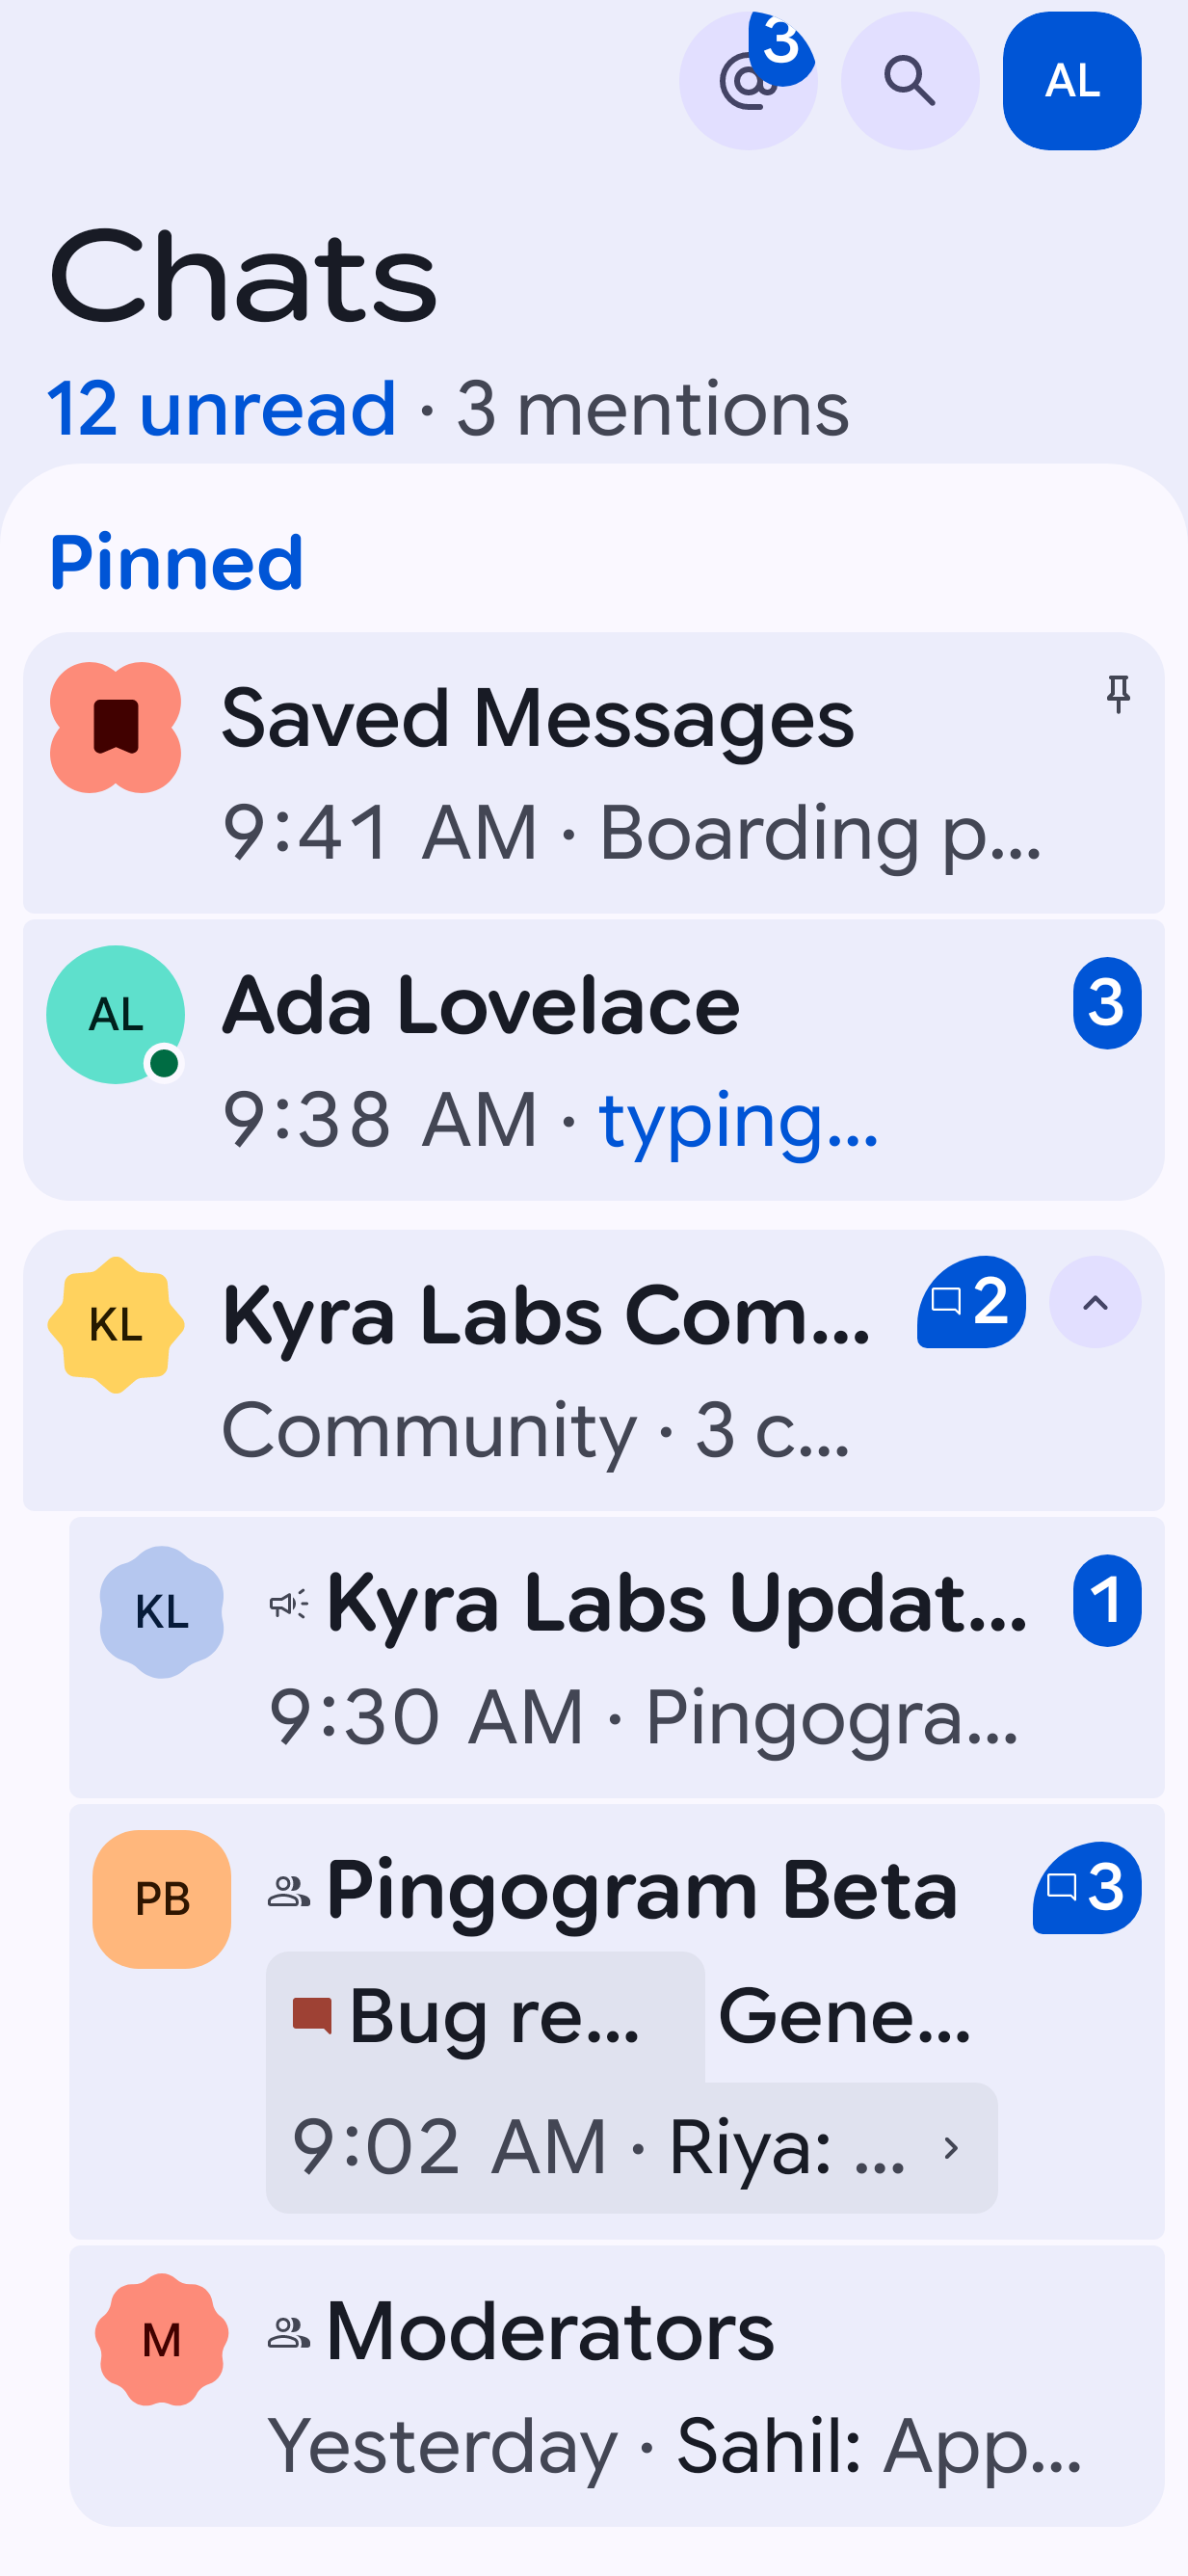 @ 3
AL
Chats
12 unread · 3 mentions
Pinned
Saved Messages
9:41 AM · Boarding p...
AL
Ada Lovelace
3
9:38 AM · typing...
KL
Kyra Labs Com...
2
Community · 3 c...
KL
Kyra Labs Updat...
1
9:30 AM · Pingogra...
PB
Pingogram Beta
3
Bug re...
Gene...
9:02 AM · Riya: ...
M
Moderators
Yesterday · Sahil: App...